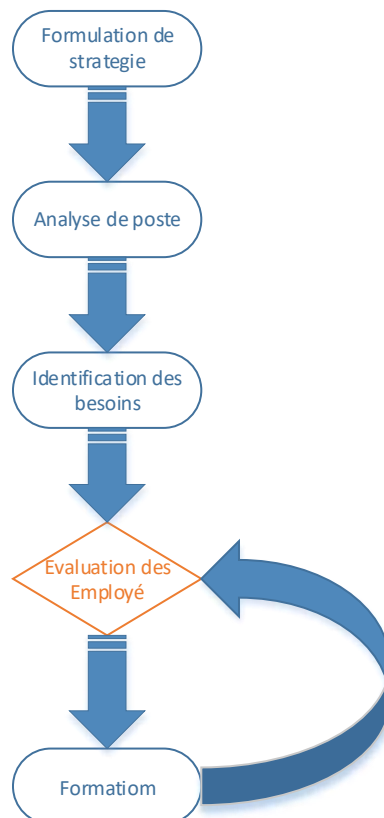 Formulation de
strategie
Analyse de poste
Identification des
besoins
Evaluation des
Employé
Formatiom